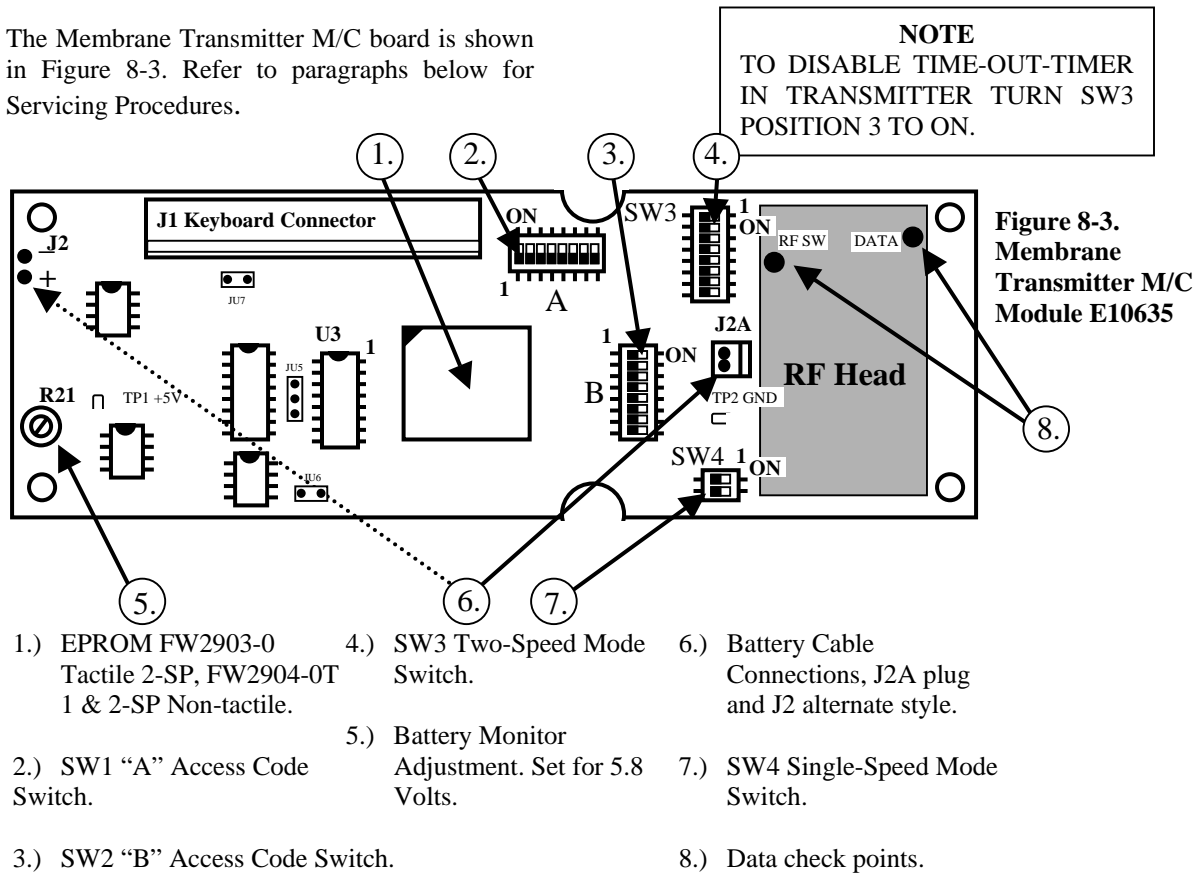 The Membrane Transmitter M/C board is shown
in Figure 8-3. Refer to paragraphs below for
Servicing Procedures.
NOTE
TO DISABLE TIME-OUT-TIMER
IN TRANSMITTER TURN SW3
POSITION 3 TO ON.
1.
2.
3.
4.
J1 Keyboard Connector
ON
SW3
1
ON
RF SW
DATA
J2
–
+
JU7
1
A
Figure 8-3.
Membrane
Transmitter M/C
Module E10635
U3
1
1
ON
J2A
RF Head
JU5
B
R21
TP1 +5V
TP2 GND
8.
SW4
1
ON
JU6
5.
6.
7.
1.) EPROM FW2903-0
Tactile 2-SP, FW2904-0T
1 & 2-SP Non-tactile.
2.) SW1 “A” Access Code
Switch.
3.) SW2 “B” Access Code Switch.
4.) SW3 Two-Speed Mode
Switch.
5.) Battery Monitor
Adjustment. Set for 5.8
Volts.
6.) Battery Cable
Connections, J2A plug
and J2 alternate style.
7.) SW4 Single-Speed Mode
Switch.
8.) Data check points.